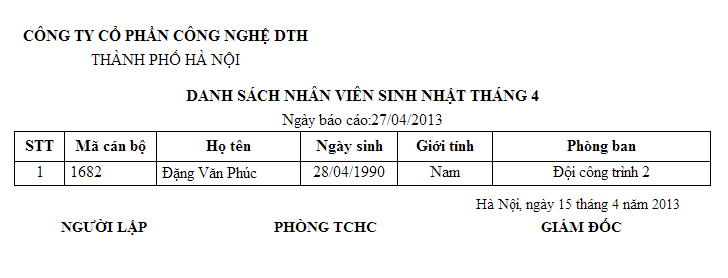 CÔNG TY CỔ PHẦN CÔNG NGHỆ DTH
THÀNH PHỐ HÀ NỘI
DANH SÁCH NHÂN VIÊN SINH NHẬT THÁNG 4
Ngày báo cáo:27/04/2013
STT Mã cán bộ Họ tên Ngày sinh Giới tính Phòng ban
1 1682 Đặng Văn Phúc 28/04/1990 Nam Đội công trình 2
Hà Nội, ngày 15 tháng 4 năm 2013
NGƯỜI LẬP PHÒNG TCHC GIÁM ĐỐC